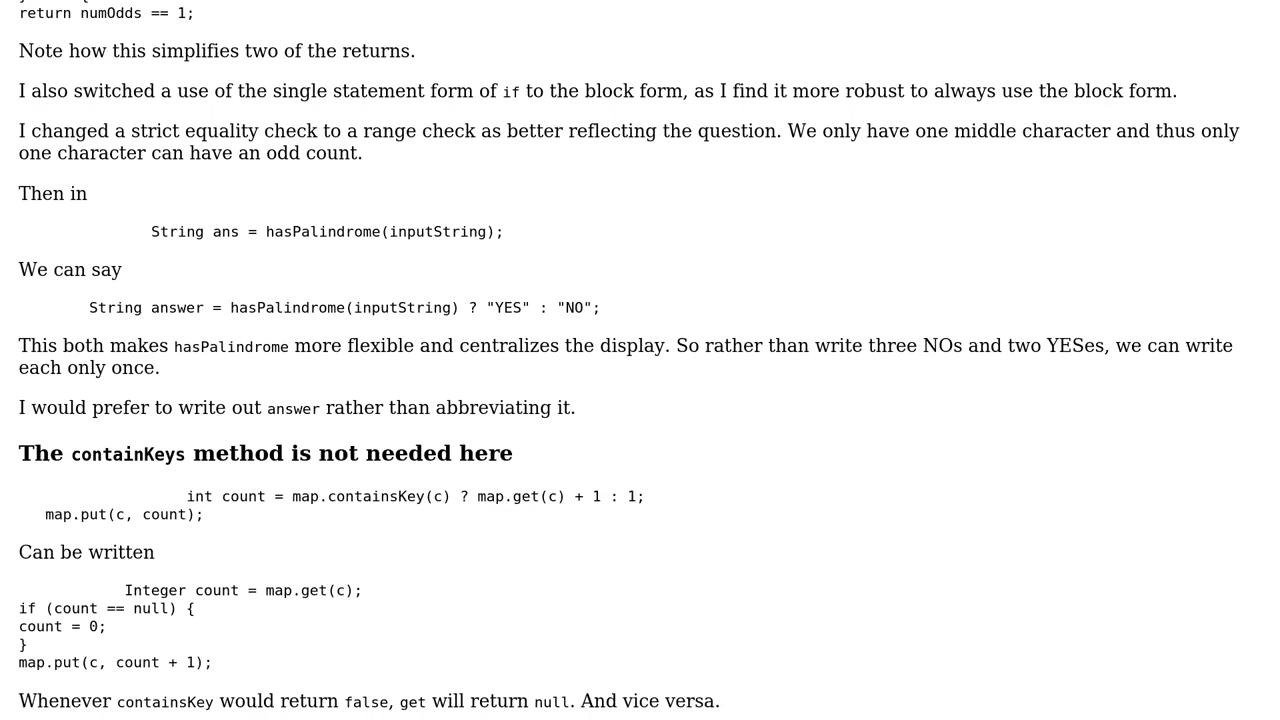 return numOdds == 1;
Note how this simplifies two of the returns.
I also switched a use of the single statement form of if to the block form, as I find it more robust to always use the block form.
I changed a strict equality check to a range check as better reflecting the question. We only have one middle character and thus only
one character can have an odd count.
Then in
String ans = hasPalindrome(inputString);
We can say
String answer = hasPalindrome(inputString) ? "YES" : "NO";
This both makes hasPalindrome more flexible and centralizes the display. So rather than write three NOs and two YESes, we can write
each only once.
I would prefer to write out answer rather than abbreviating it.
The containKeys method is not needed here
int count = map.containsKey(c) ? map.get(c) + 1 : 1;
map.put(c, count);
Can be written
Integer count = map.get(c);
if (count == null) {
count = 0;
}
map.put(c, count + 1);
Whenever containsKey would return false, get will return null. And vice versa.